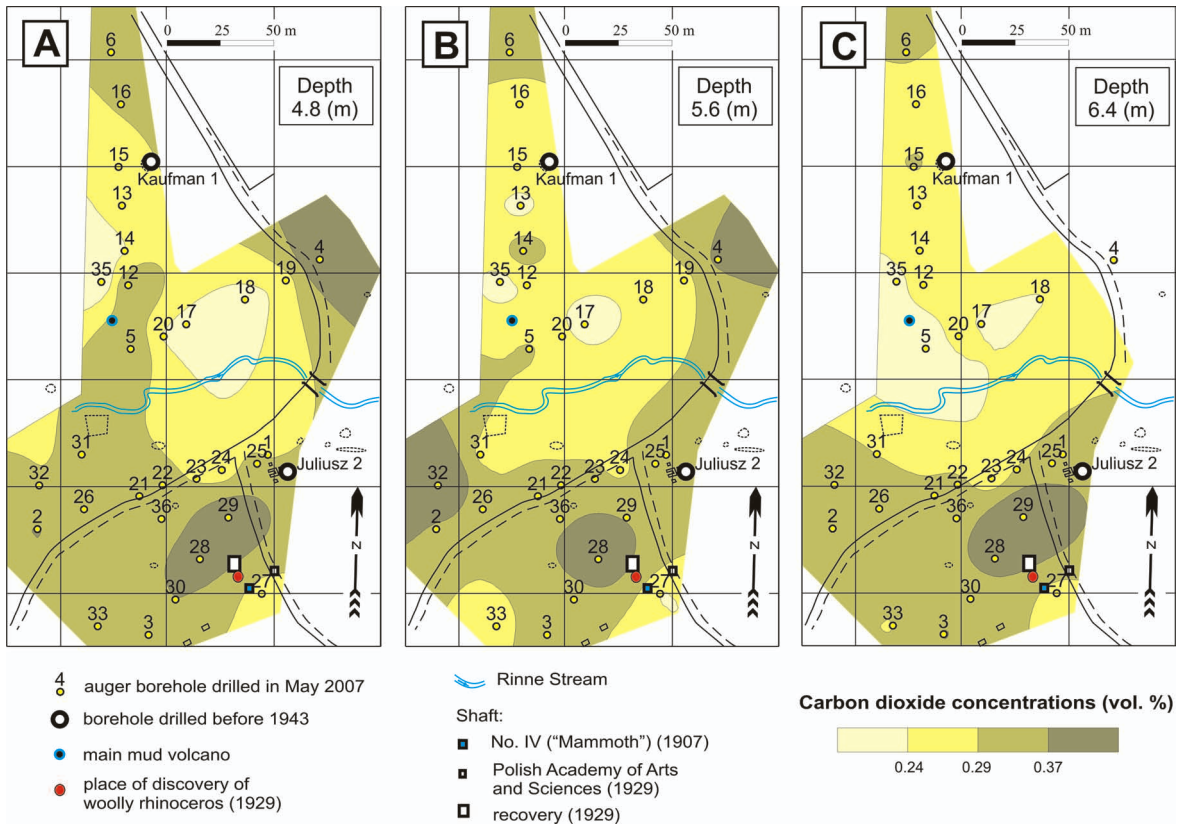 A
0 50 m
Depth
4.8 (m)
6
16
15
Kaufman 1
13
14
4
35
12
19
18
17
20
5
31
1
25
24
Juliusz 2
32
22
23
26
21
36
29
2
28
N
30
27
33
3
B
0 50 m
Depth
5.6 (m)
6
16
15
Kaufman 1
13
14
4
35
12
19
18
17
20
5
31
1
25
24
Juliusz 2
32
22
23
26
21
36
29
2
28
N
30
27
33
3
C
0 50 m
Depth
6.4 (m)
6
16
15
Kaufman 1
13
14
4
35
12
18
17
20
5
31
1
25
24
Juliusz 2
32
22
23
26
21
36
29
2
28
N
30
27
33
3
4 auger borehole drilled in May 2007
borehole drilled before 1943
main mud volcano
place of discovery of
woolly rhinoceros (1929)
Rinne Stream
Shaft:
No. IV (“Mammoth”) (1907)
Polish Academy of Arts
and Sciences (1929)
recovery (1929)
Carbon dioxide concentrations (vol. %)
0.24 0.29 0.37